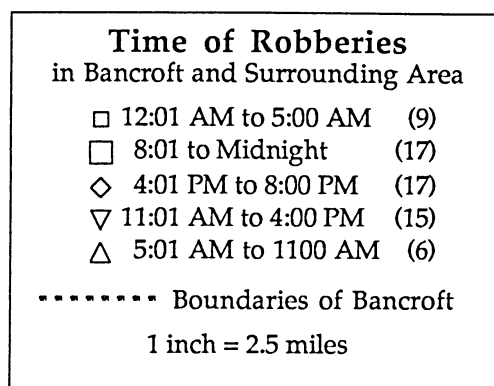 Time of Robberies
in Bancroft and Surrounding Area
12:01 AM to 5:00 AM (9)
8:01 to Midnight (17)
4:01 PM to 8:00 PM (17)
11:01 AM to 4:00 PM (15)
5:01 AM to 1100 AM (6)
Boundaries of Bancroft
1 inch = 2.5 miles